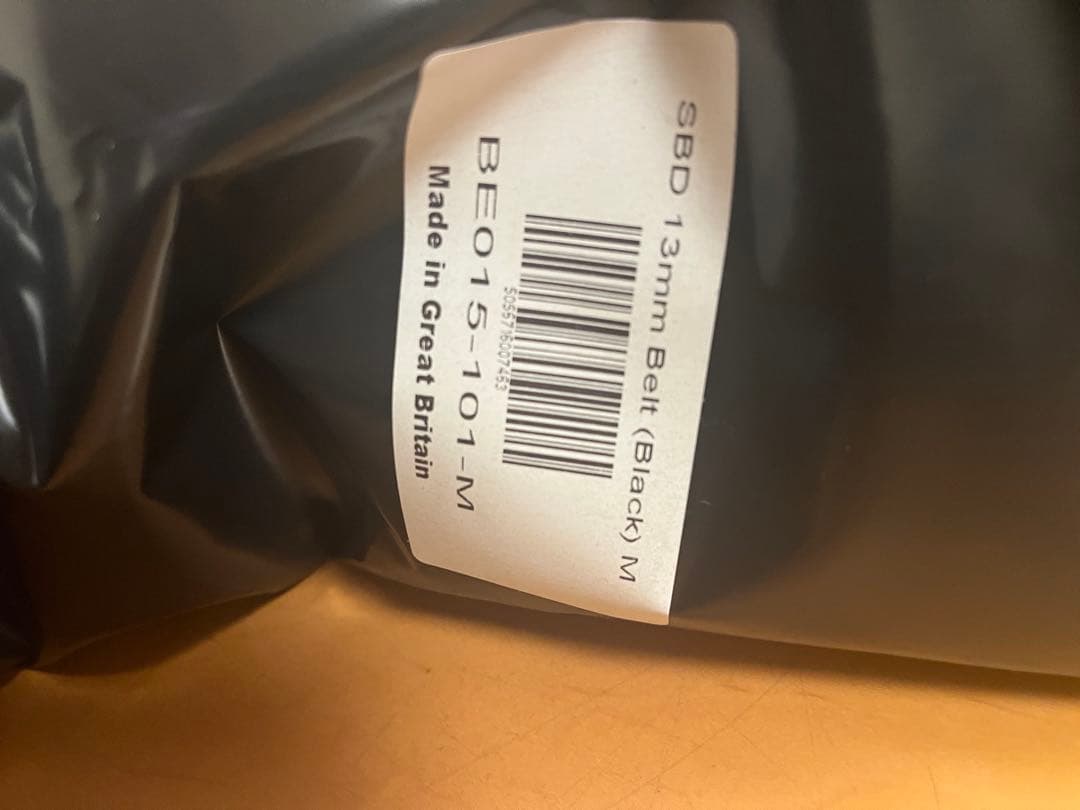 SBD 13mm Belt (Black) M
5055716007453
BE015-101-M
Made in Great Britain